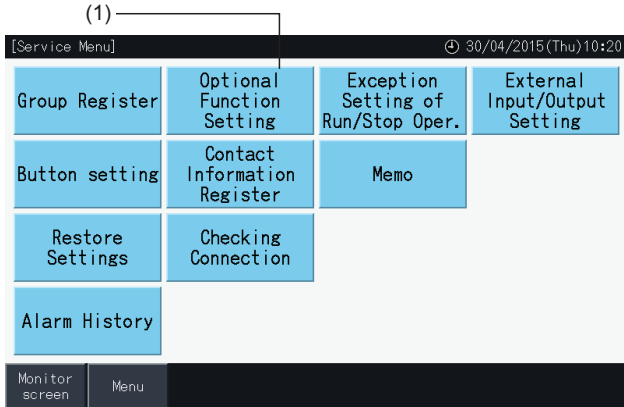 (1)
[Service Menu] 30/04/2015(Thu)10:20
Group Register
Optional
Function
Setting
Exception
Setting of
Run/Stop Oper.
External
Input/Output
Setting
Button setting
Contact
Information
Register
Memo
Restore
Settings
Checking
Connection
Alarm History
Monitor
screen
Menu